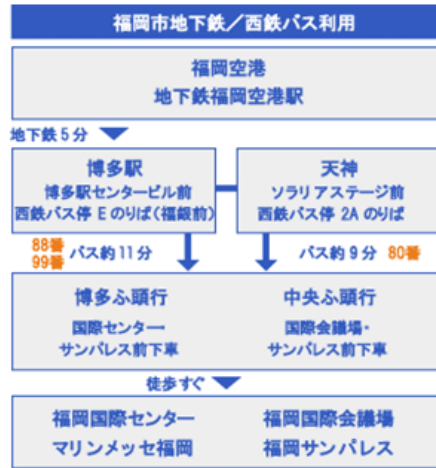 福岡市地下鉄／西鉄バス利用
福岡空港
地下鉄福岡空港駅
地下鉄5分
博多駅
博多駅センタービル前
西鉄バス停 E のりば（福銀前）
天神
ソラリアステージ前
西鉄バス停 2A のりば
88番
99番
バス約11分
バス約9分 80番
博多ふ頭行
国際センター・
サンパレス前下車
中央ふ頭行
国際会議場・
サンパレス前下車
徒歩すぐ
福岡国際センター
マリンメッセ福岡
福岡国際会議場
福岡サンパレス